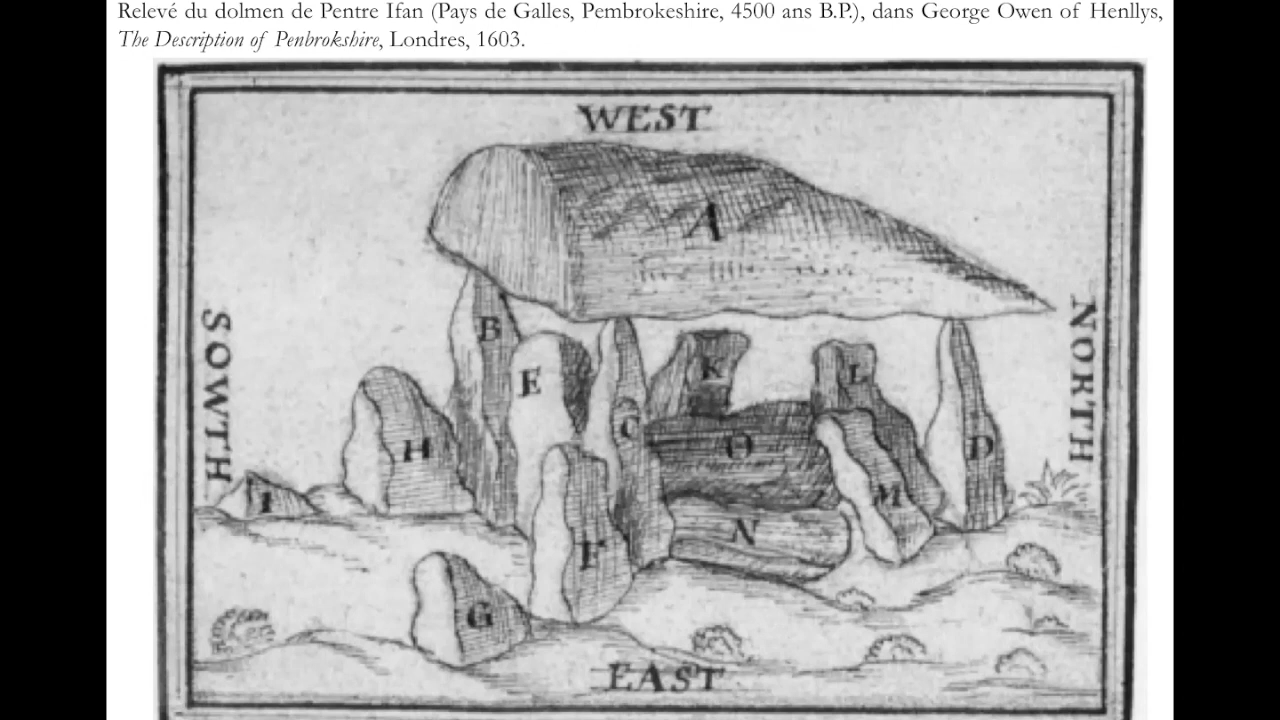 Relevé du dolmen de Pentre Ifan (Pays de Galles, Pembrokeshire, 4500 ans B.P.), dans George Owen of Henllys,
The Description of Penbrokshire, Londres, 1603.
WEST
A
SOWTH
NORTH
B
E
K
L
C
H
O
D
I
M
N
F
G
EAST